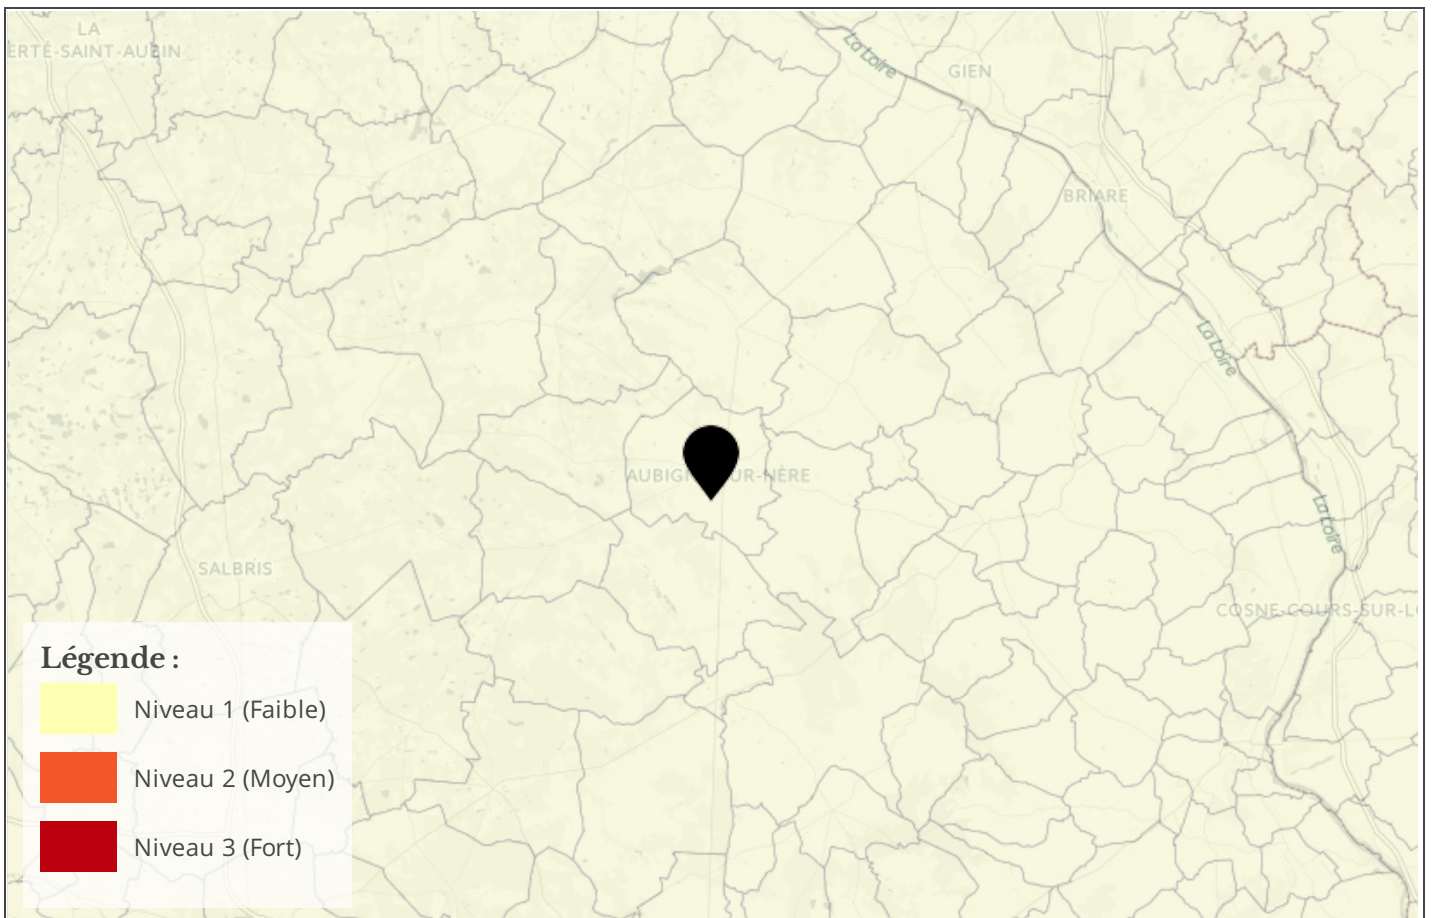 LA
ERTÉ-SAINT-AUBIN
La Loire
GIEN
BRIARE
La Loire
AUBIG UR-NÈRE
La Loire
SALBRIS
COSNE-COURS-SUR-LO
Légende :
Niveau 1 (Faible)
Niveau 2 (Moyen)
Niveau 3 (Fort)